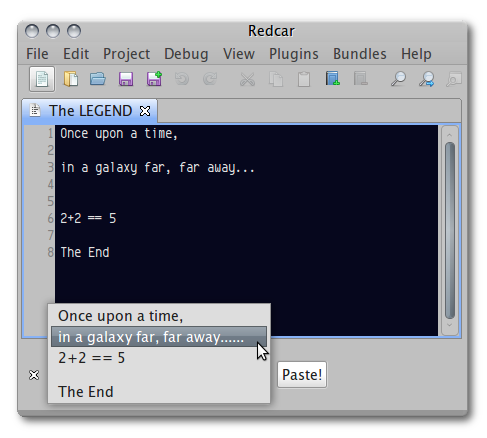 Redcar
File Edit Project Debug View Plugins Bundles Help
The LEGEND
1 Once upon a time,
2
3 in a galaxy far, far away...
4
5
6 2+2 == 5
7
8 The End
Once upon a time,
in a galaxy far, far away......
2+2 == 5
The End
Paste!